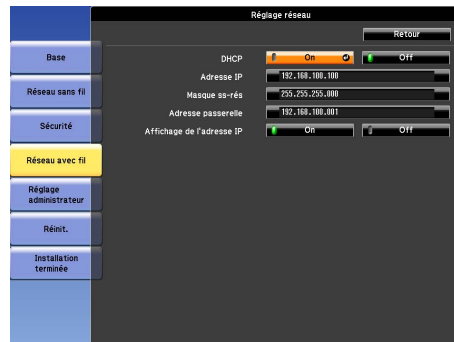 Réglage réseau
Retour
Base
DHCP On Off
Adresse IP 192.168.100.100
Réseau sans fil
Masque ss-rés 255.255.255.000
Adresse passerelle 192.168.100.001
Sécurité
Affichage de l'adresse IP On Off
Réseau avec fil
Réglage
administrateur
Réinit.
Installation
terminée